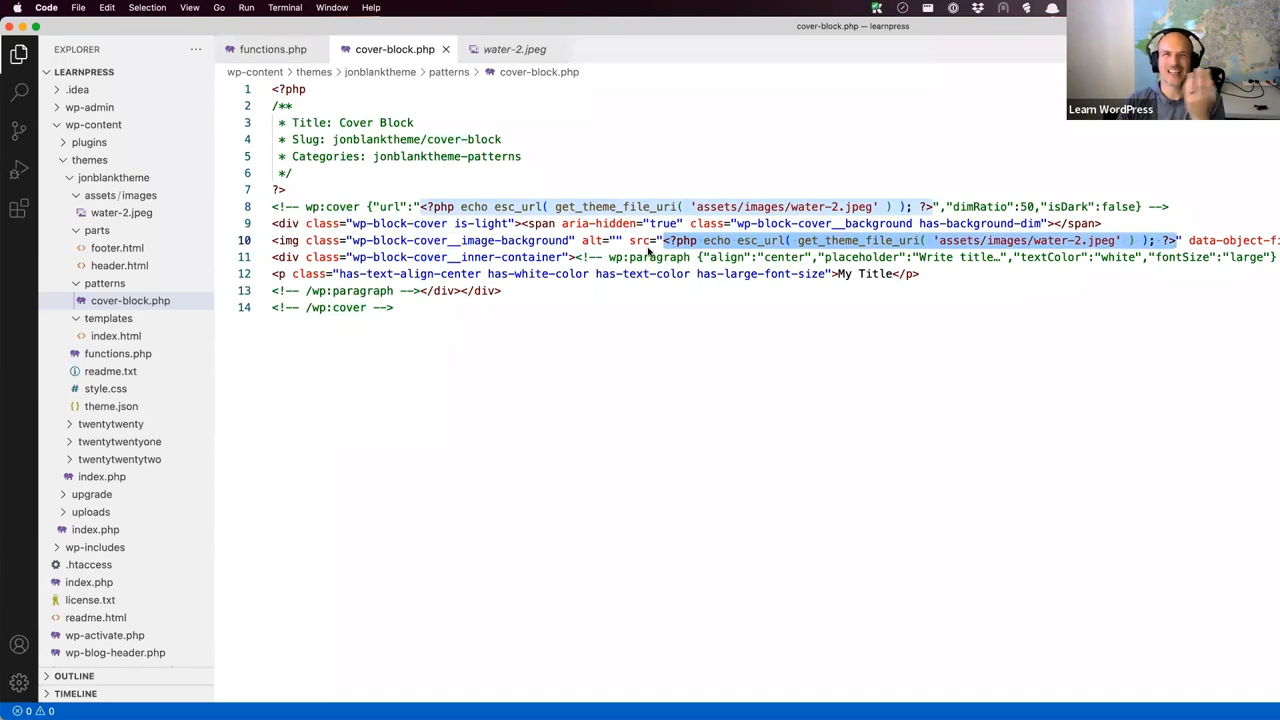 Code File Edit Selection View Go Run Terminal Window Help
cover-block.php — learnpress
EXPLORER ···
functions.php cover-block.php × water-2.jpeg
Learn WordPress
wp-content > themes > jonblanktheme > patterns > cover-block.php
LEARNPRESS
.idea
wp-admin
wp-content
plugins
themes
jonblanktheme
assets/images
water-2.jpeg
parts
footer.html
header.html
patterns
cover-block.php
templates
index.html
functions.php
readme.txt
style.css
theme.json
twentytwenty
twentytwentyone
twentytwentytwo
index.php
upgrade
uploads
index.php
wp-includes
.htaccess
index.php
license.txt
readme.html
wp-activate.php
wp-blog-header.php
OUTLINE
TIMELINE
1 <?php
2 /**
3 * Title: Cover Block
4 * Slug: jonblanktheme/cover-block
5 * Categories: jonblanktheme-patterns
6 */
7 ?>
8 <!-- wp:cover {"url":"<?php echo esc_url( get_theme_file_uri( 'assets/images/water-2.jpeg' ) ); ?>","dimRatio":50,"isDark":false} -->
9 <div class="wp-block-cover is-light"><span aria-hidden="true" class="wp-block-cover__background has-background-dim"></span>
10 <img class="wp-block-cover__image-background" alt="" src="<?php echo esc_url( get_theme_file_uri( 'assets/images/water-2.jpeg' ) ); ?>" data-object-fi
11 <div class="wp-block-cover__inner-container"><!-- wp:paragraph {"align":"center","placeholder":"Write title…","textColor":"white","fontSize":"large"}
12 <p class="has-text-align-center has-white-color has-text-color has-large-font-size">My Title</p>
13 <!-- /wp:paragraph --></div></div>
14 <!-- /wp:cover -->
0 0